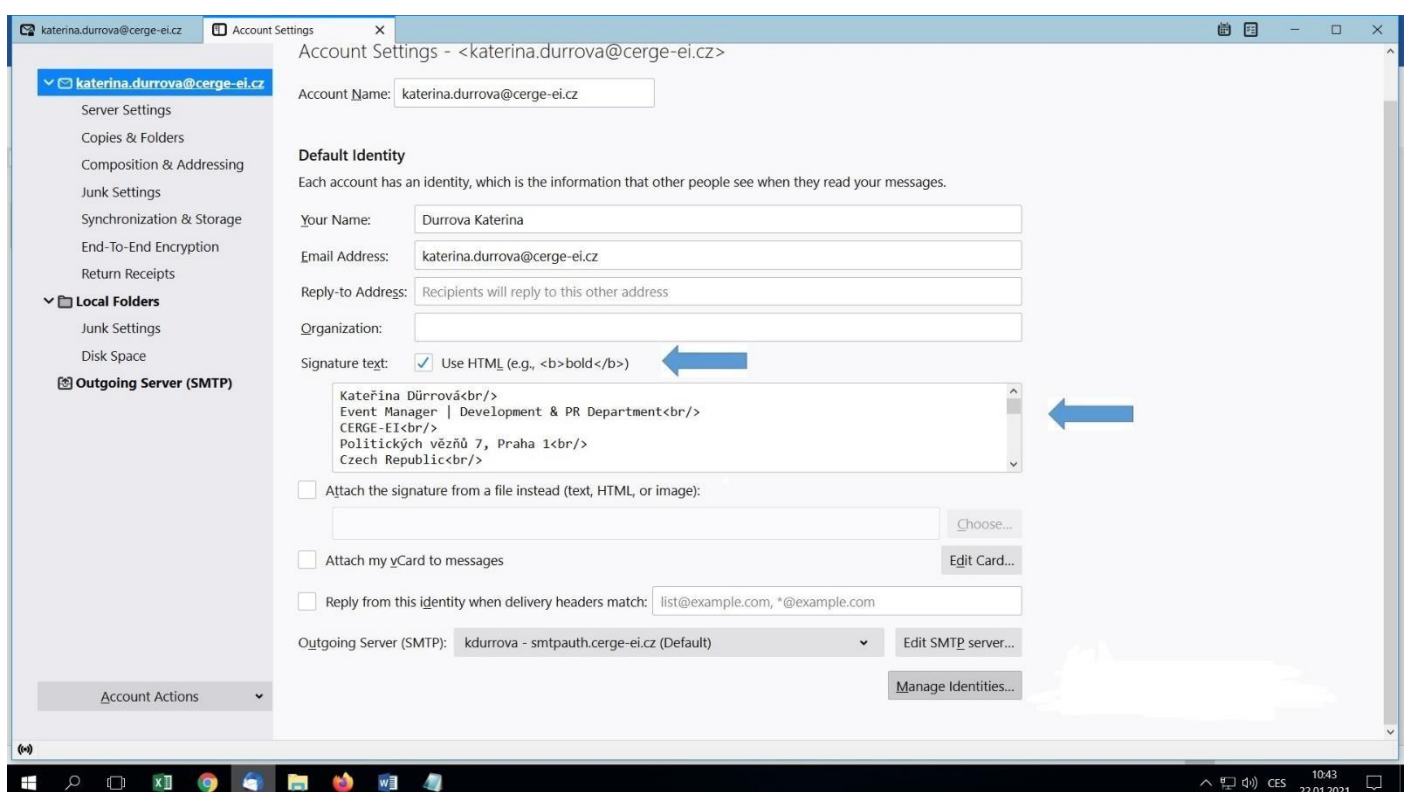 katerina.durrova@cerge-ei.cz
Account Settings
Account Settings - <katerina.durrova@cerge-ei.cz>
katerina.durrova@cerge-ei.cz
Server Settings
Copies & Folders
Composition & Addressing
Junk Settings
Synchronization & Storage
End-To-End Encryption
Return Receipts
Local Folders
Junk Settings
Disk Space
Outgoing Server (SMTP)
Account Actions
Account Name: katerina.durrova@cerge-ei.cz
Default Identity
Each account has an identity, which is the information that other people see when they read your messages.
Your Name: Durrova Katerina
Email Address: katerina.durrova@cerge-ei.cz
Reply-to Address: Recipients will reply to this other address
Organization:
Signature text: Use HTML (e.g., <b>bold</b>)
Kateřina Dürrová<br/>
Event Manager | Development & PR Department<br/>
CERGE-EI<br/>
Politických vězňů 7, Praha 1<br/>
Czech Republic<br/>
Attach the signature from a file instead (text, HTML, or image):
Choose...
Attach my vCard to messages
Edit Card...
Reply from this identity when delivery headers match: list@example.com, *@example.com
Outgoing Server (SMTP): kdurrova - smtpauth.cerge-ei.cz (Default) Edit SMTP server...
Manage Identities...
CES
10:43
22.01.2021